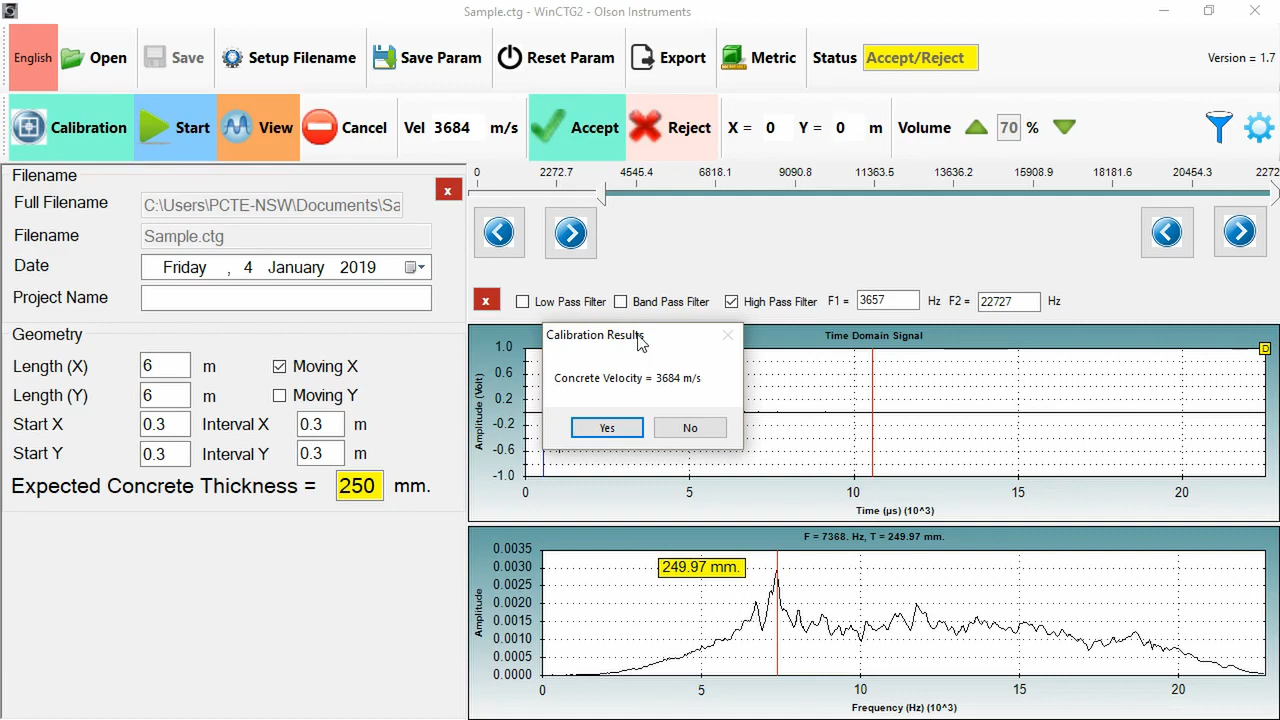 Sample.ctg - WinCTG2 - Olson Instruments
English Open Save Setup Filename Save Param Reset Param Export Metric Status Accept/Reject Version = 1.7
Calibration Start View Cancel Vel 3684 m/s Accept Reject X = 0 Y = 0 m Volume 70 %
Filename
Full Filename C:\Users\PCTE-NSW\Documents\Sa
Filename Sample.ctg
Date Friday , 4 January 2019
Project Name
Geometry
Length (X) 6 m Moving X
Length (Y) 6 m Moving Y
Start X 0.3 Interval X 0.3 m
Start Y 0.3 Interval Y 0.3 m
Expected Concrete Thickness = 250 mm.
x
0 2272.7 4545.4 6818.1 9090.8 11363.5 13636.2 15908.9 18181.6 20454.3 2272
x Low Pass Filter Band Pass Filter High Pass Filter F1 = 3657 Hz F2 = 22727 Hz
Time Domain Signal
D
Amplitude (Volt)
1.0
0.6
0.2
-0.2
-0.6
-1.0
0 5 10 15 20
Time (µs) (10^3)
Calibration Results
Concrete Velocity = 3684 m/s
Yes No
F = 7368. Hz, T = 249.97 mm.
249.97 mm.
Amplitude
0.0035
0.0030
0.0025
0.0020
0.0015
0.0010
0.0005
0.0000
0 5 10 15 20
Frequency (Hz) (10^3)